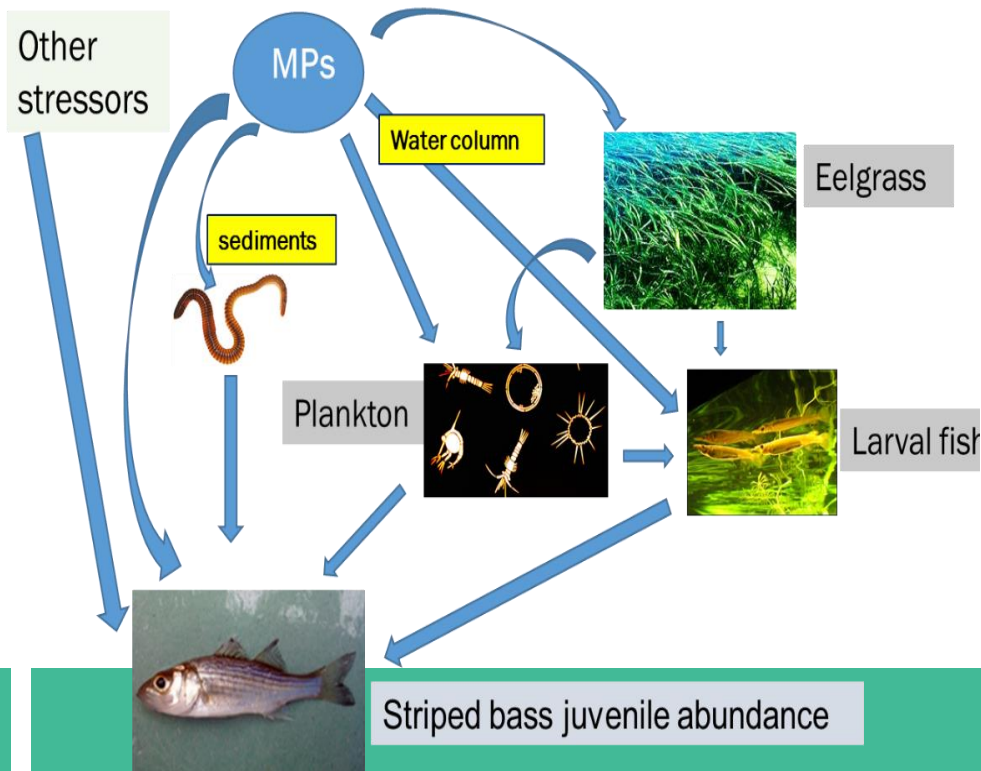 Other
stressors
MPs
Water column
Eelgrass
sediments
Plankton
Larval fish
Striped bass juvenile abundance